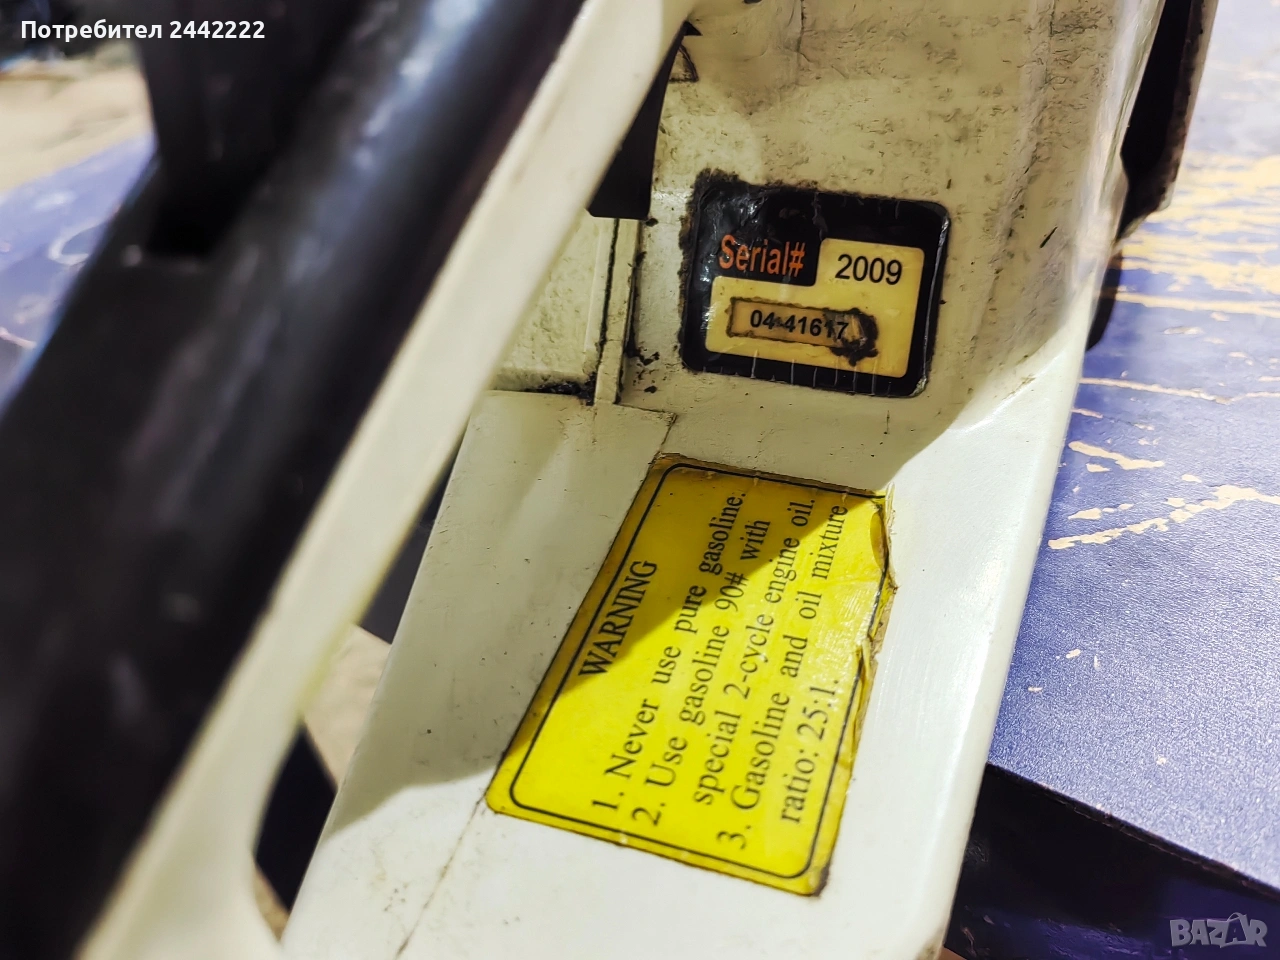 Потребител 2442222
Serial#
2009
04-41617
WARNING
1. Never use pure gasoline.
2. Use gasoline 90# with
special 2-cycle engine oil.
3. Gasoline and oil mixture
ratio: 25:1.
BAZAR